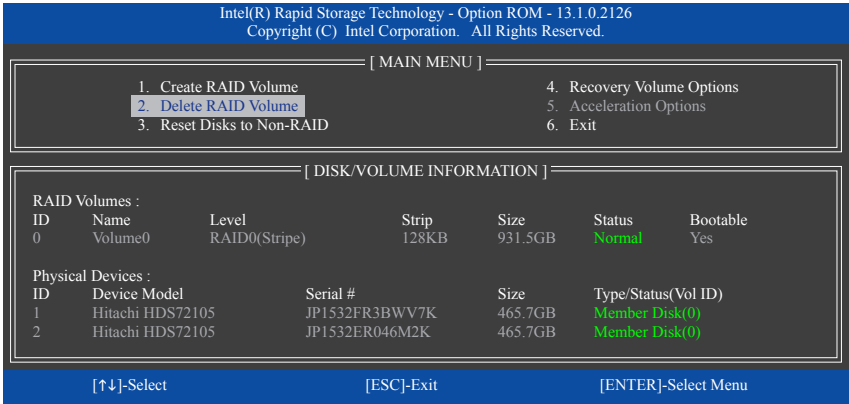 Intel(R) Rapid Storage Technology - Option ROM - 13.1.0.2126
Copyright (C) Intel Corporation. All Rights Reserved.
[ MAIN MENU ]
1. Create RAID Volume
2. Delete RAID Volume
3. Reset Disks to Non-RAID
4. Recovery Volume Options
5. Acceleration Options
6. Exit
[ DISK/VOLUME INFORMATION ]
RAID Volumes :
ID Name Level Strip Size Status Bootable
0 Volume0 RAID0(Stripe) 128KB 931.5GB Normal Yes
Physical Devices :
ID Device Model Serial # Size Type/Status(Vol ID)
1 Hitachi HDS72105 JP1532FR3BWV7K 465.7GB Member Disk(0)
2 Hitachi HDS72105 JP1532ER046M2K 465.7GB Member Disk(0)
[↑↓]-Select [ESC]-Exit [ENTER]-Select Menu